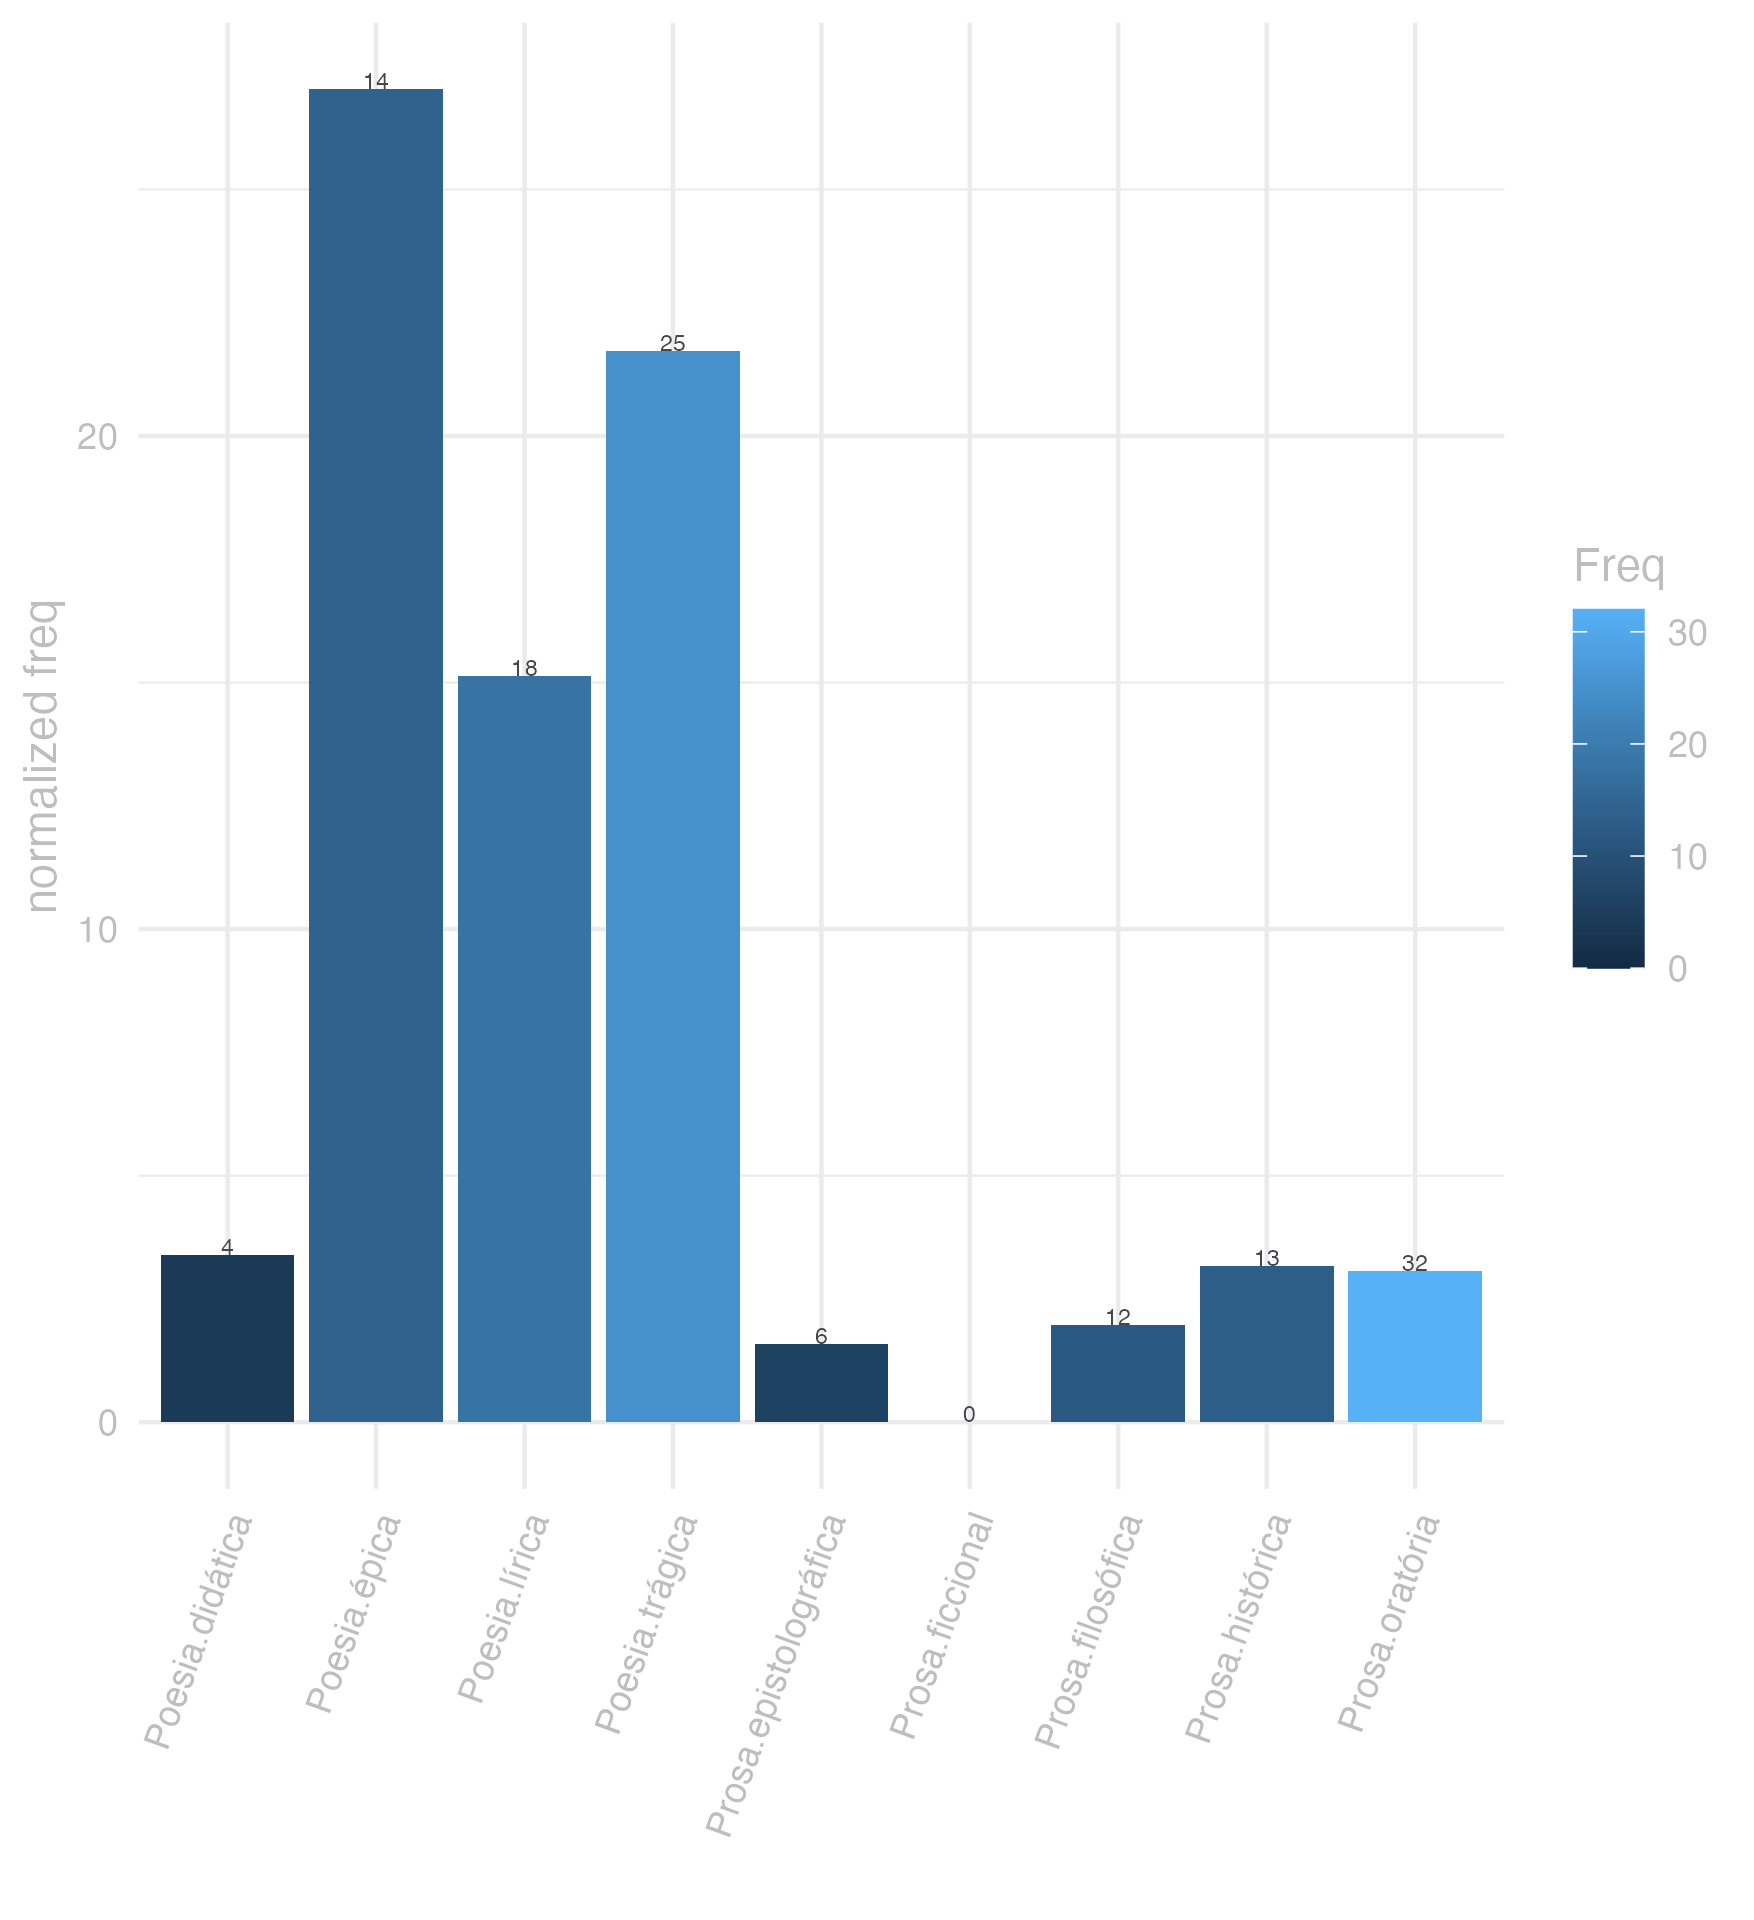 14
25
18
4
6
0
12
13
32
20
10
0
normalized freq
Poesia.didática
Poesia.épica
Poesia.lírica
Poesia.trágica
Prosa.epistolográfica
Prosa.ficcional
Prosa.filosófica
Prosa.histórica
Prosa.oratória
Freq
30
20
10
0